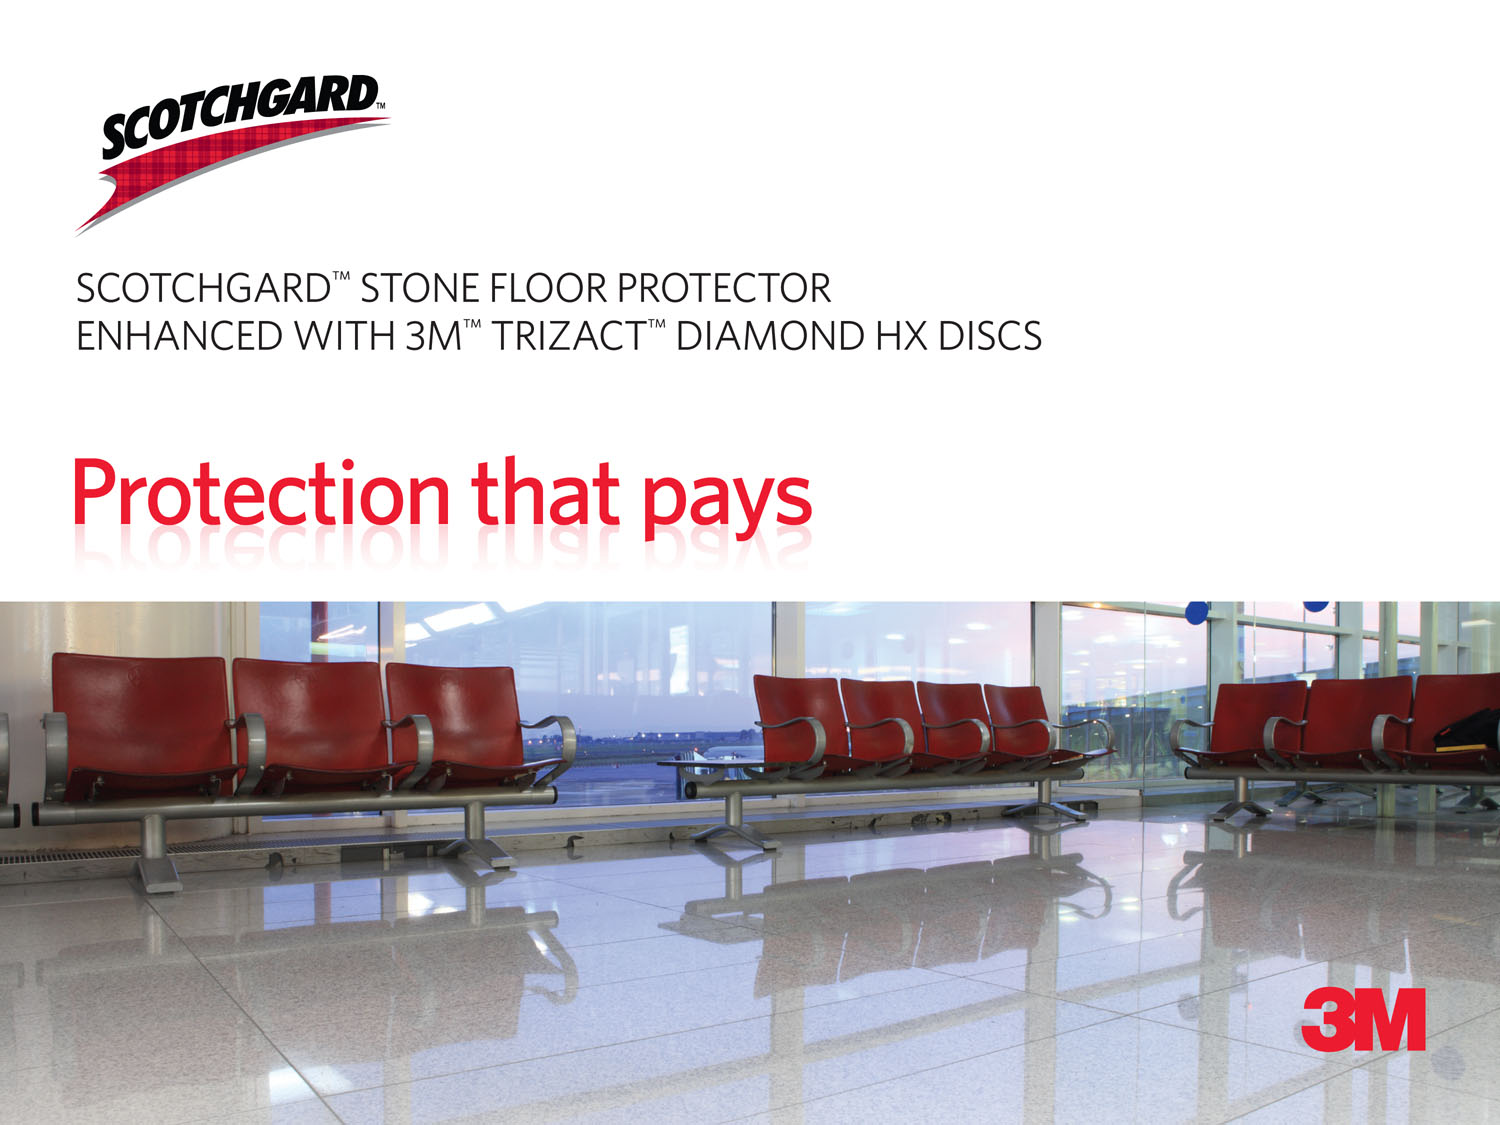 SCOTCHGARD™
SCOTCHGARD™ STONE FLOOR PROTECTOR
ENHANCED WITH 3M™ TRIZACT™ DIAMOND HX DISCS
Protection that pays
3M